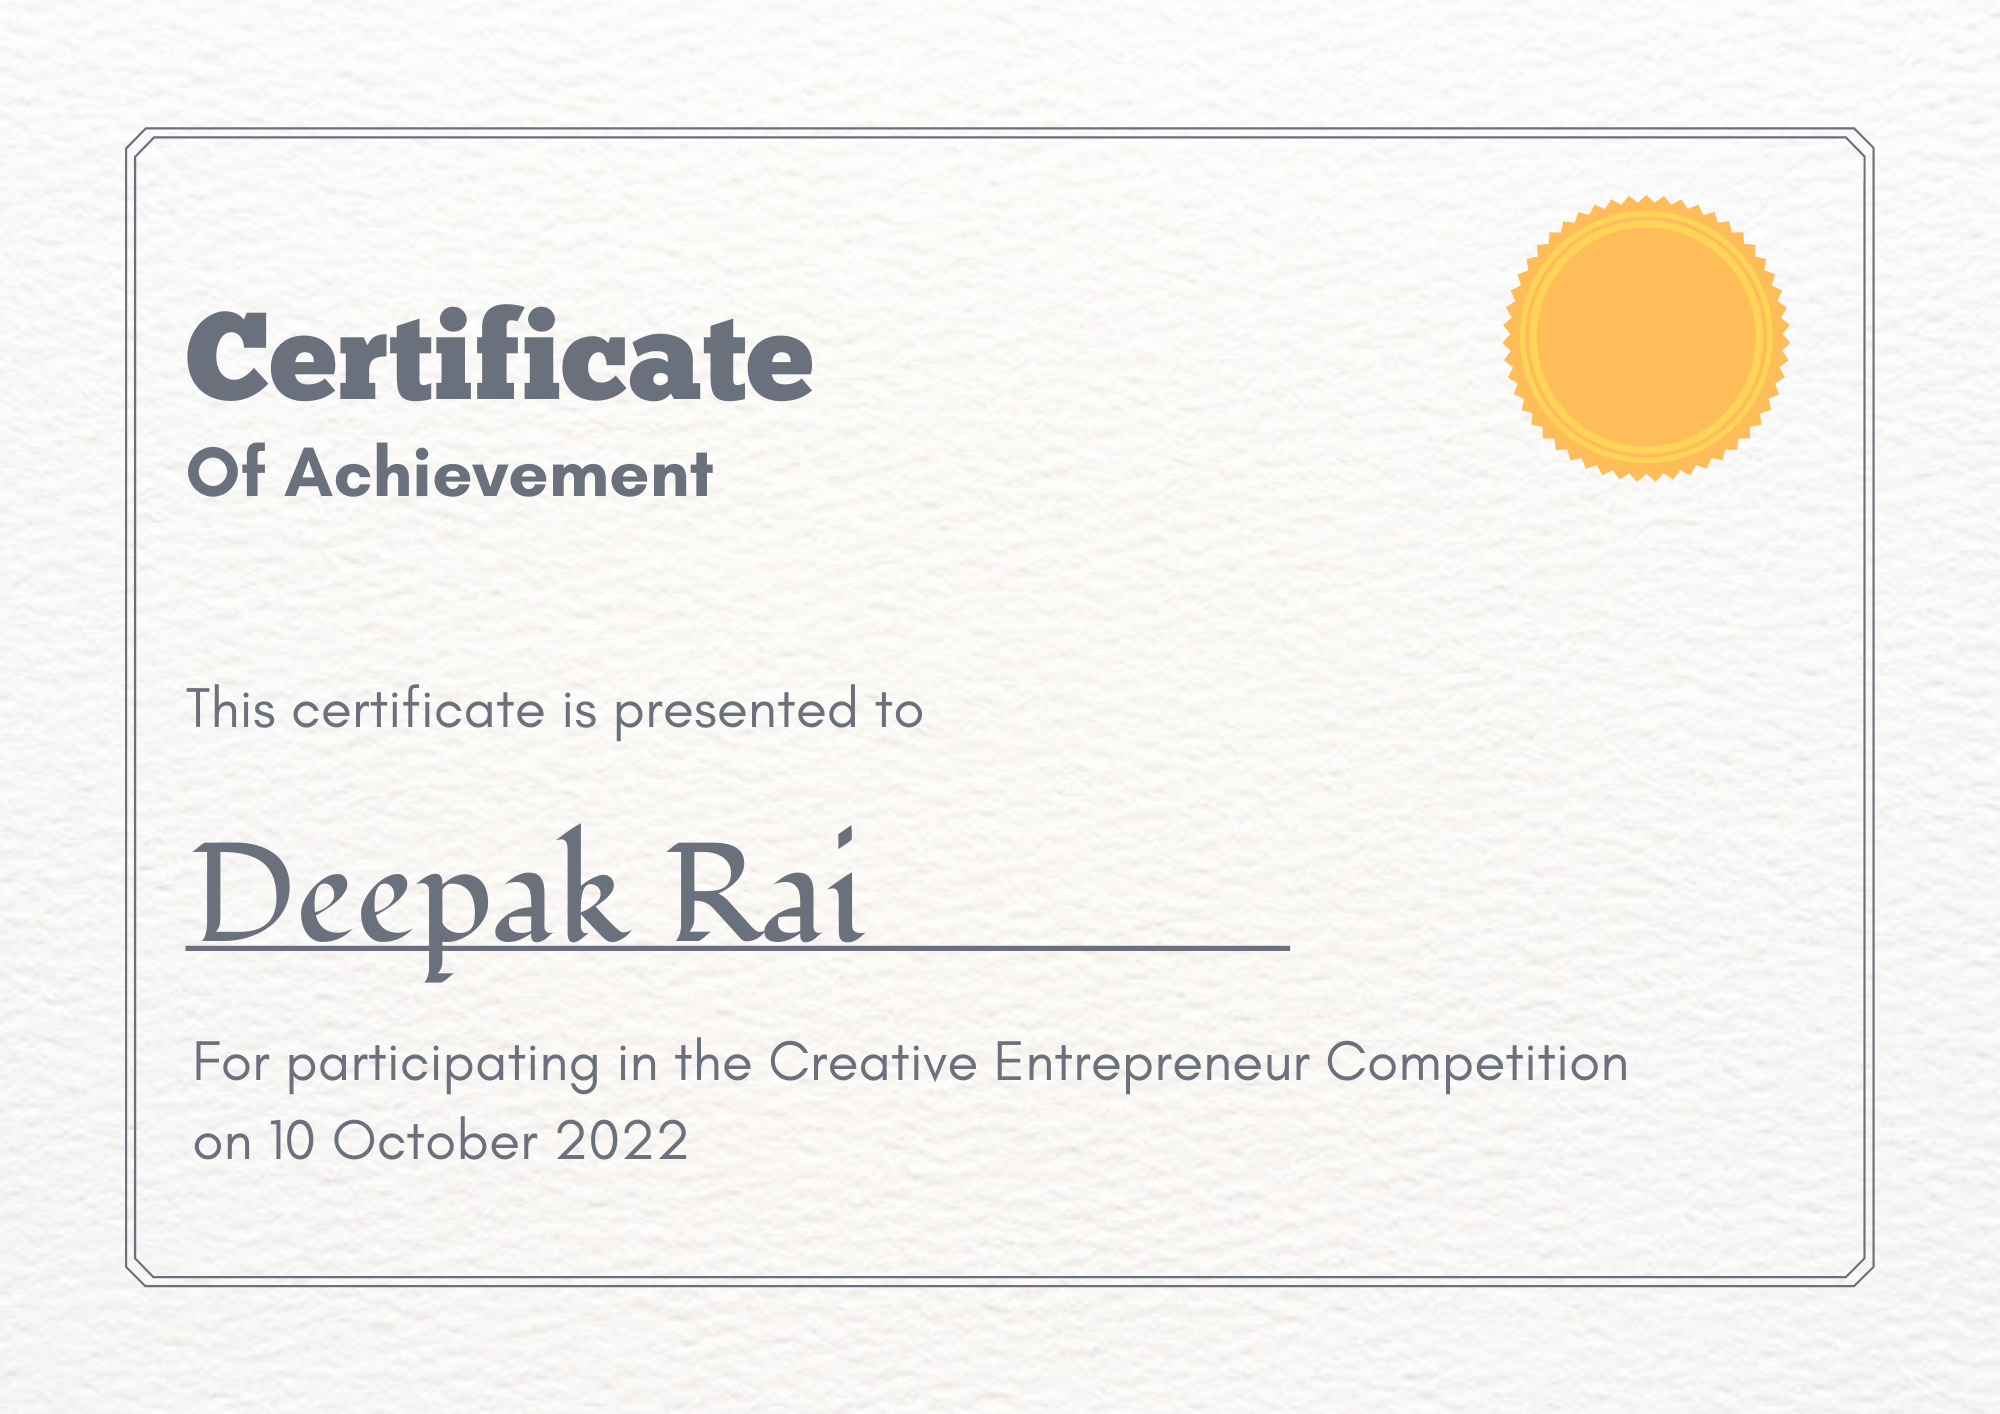 Certificate
Of Achievement
This certificate is presented to
Deepak Rai
For participating in the Creative Entrepreneur Competition
on 10 October 2022